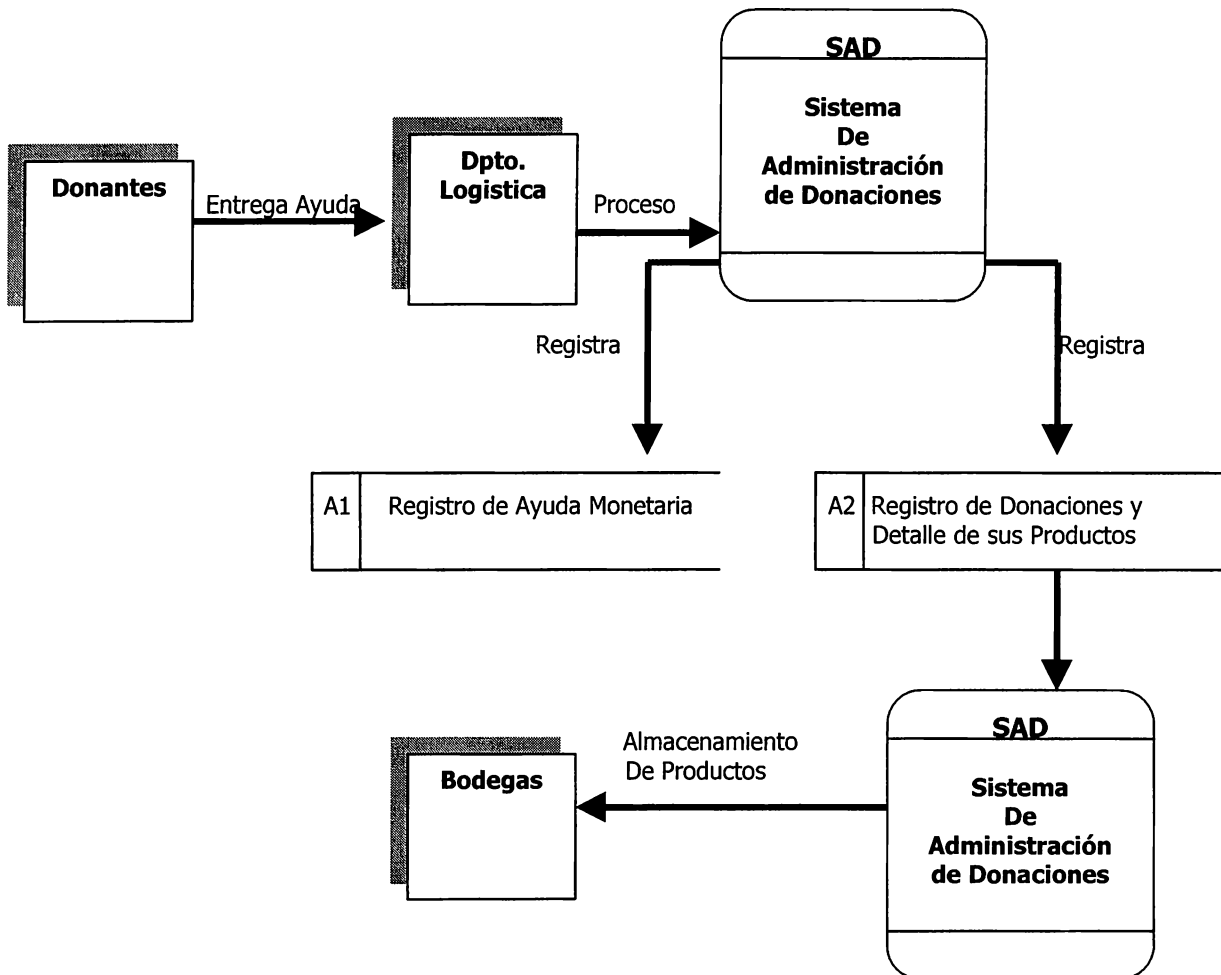 SAD
Sistema
De
Administración
de Donaciones
Donantes
Entrega Ayuda
Dpto.
Logistica
Proceso
Registra
Registra
A1
Registro de Ayuda Monetaria
A2
Registro de Donaciones y
Detalle de sus Productos
SAD
Sistema
De
Administración
de Donaciones
Almacenamiento
De Productos
Bodegas